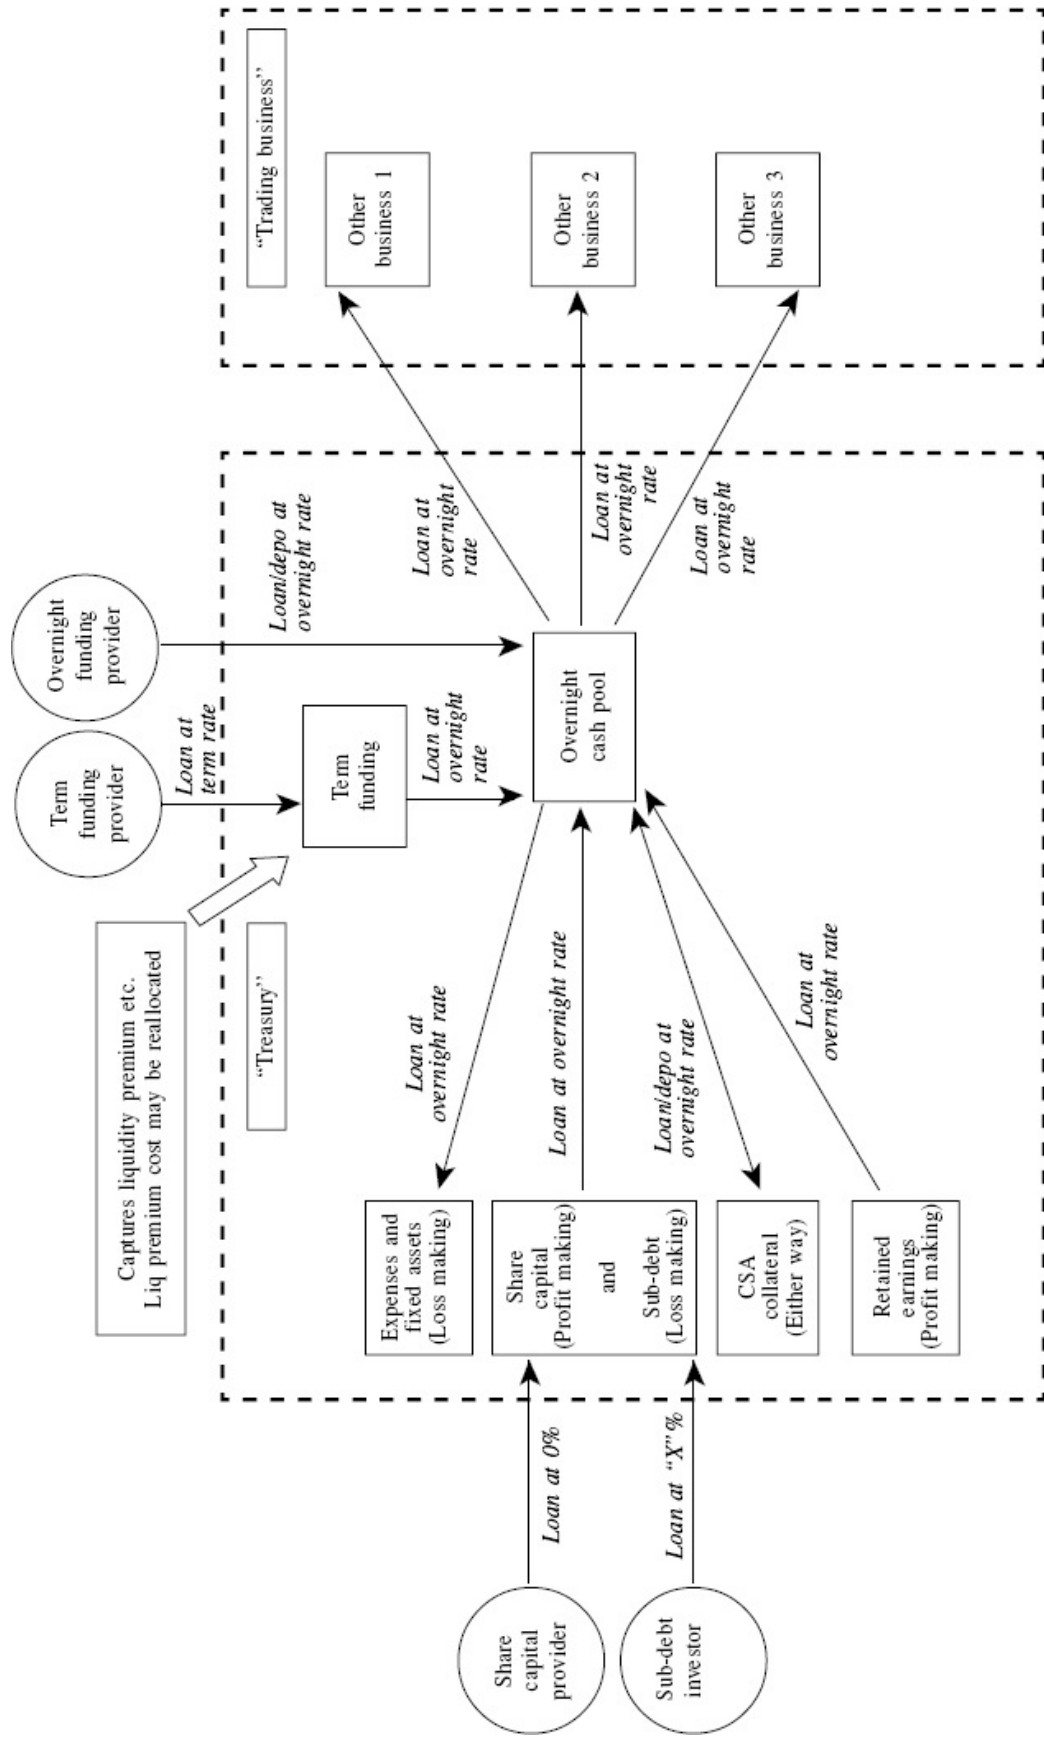 Captures liquidity premium etc.
Liq premium cost may be reallocated
Term
funding
provider
Overnight
funding
provider
Loan at
term rate
Loan/depo at
overnight rate
"Treasury"
"Trading business"
Term
funding
Loan at
overnight
rate
Expenses and
fixed assets
(Loss making)
Loan at
overnight rate
Loan at
overnight
rate
Other
business 1
Share
capital
provider
Loan at 0%
Share
capital
(Profit making)
and
Sub-debt
(Loss making)
Loan at overnight rate
Overnight
cash pool
Loan at
overnight
rate
Other
business 2
Sub-debt
investor
Loan at "X"%
Loan/depo at
overnight rate
CSA
collateral
(Either way)
Loan at
overnight
rate
Other
business 3
Loan at
overnight rate
Retained
earnings
(Profit making)